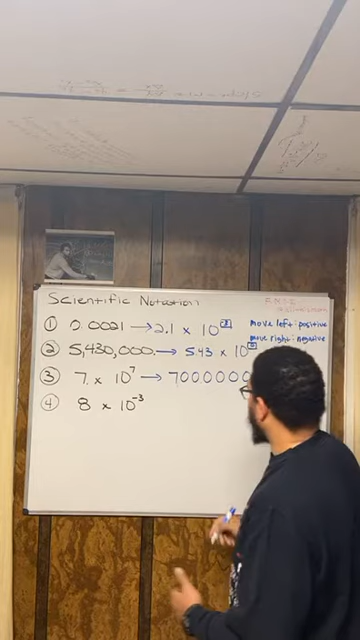 Scientific Notation
① 0.0021 → 2.1 x 10
move left: positive
② 5,430,000. → 5.43 x 10
move right: negative
③ 7. x 10⁷ → 7000000
④ 8 x 10⁻³